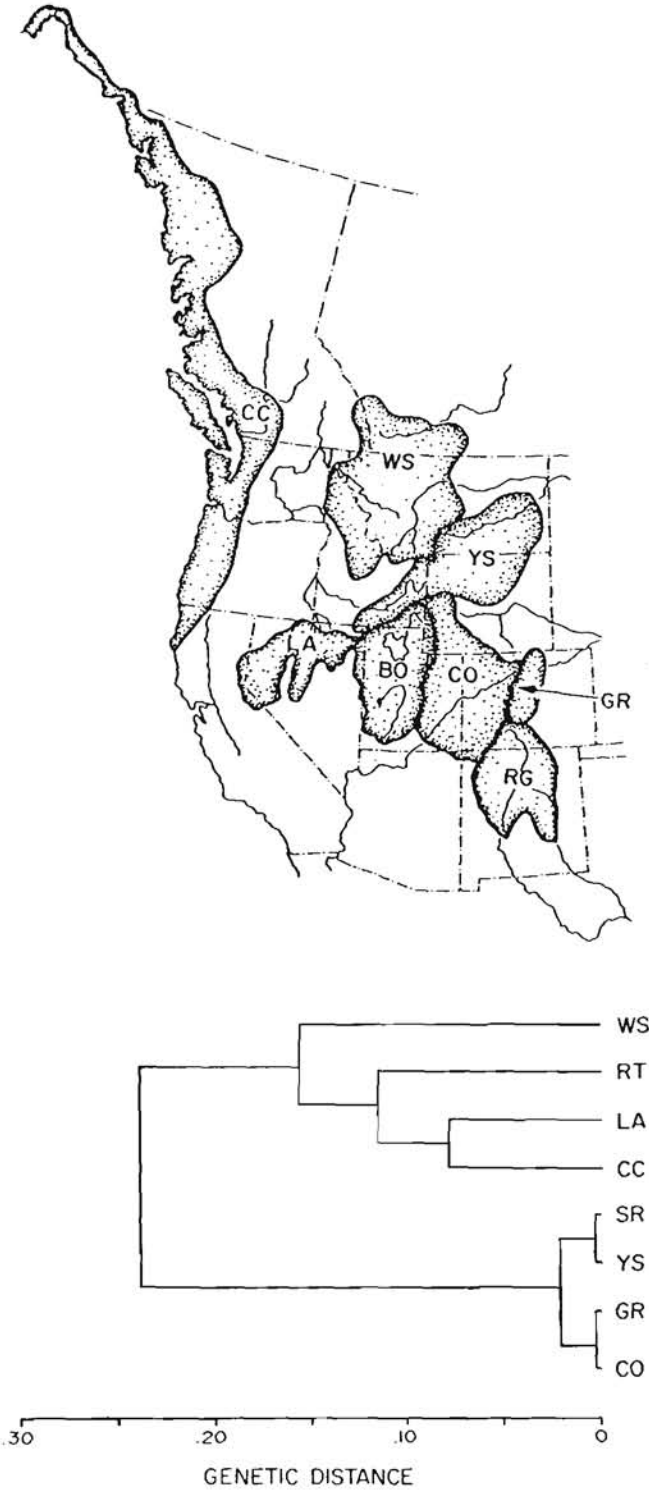 CC
WS
YS
LA
BO
CO
GR
RG
WS
RT
LA
CC
SR
YS
GR
CO
.30 .20 .10 0
GENETIC DISTANCE